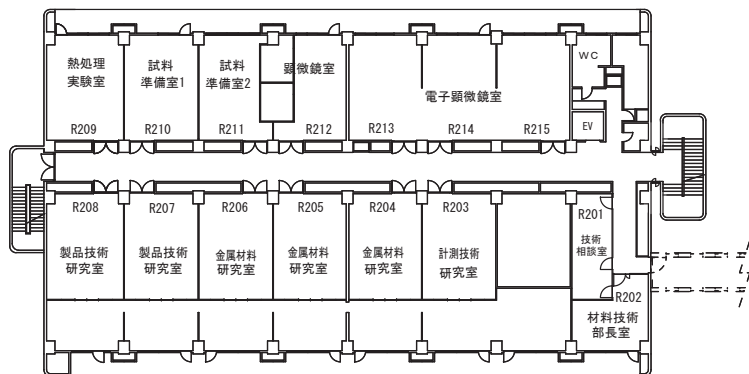 熱処理
実験室
R209
試料
準備室1
R210
試料
準備室2
R211
顕微鏡室
R212
電子顕微鏡室
R213
R214
R215
WC
EV
R208
製品技術
研究室
R207
製品技術
研究室
R206
金属材料
研究室
R205
金属材料
研究室
R204
金属材料
研究室
R203
計測技術
研究室
R201
技術
相談室
R202
材料技術
部長室